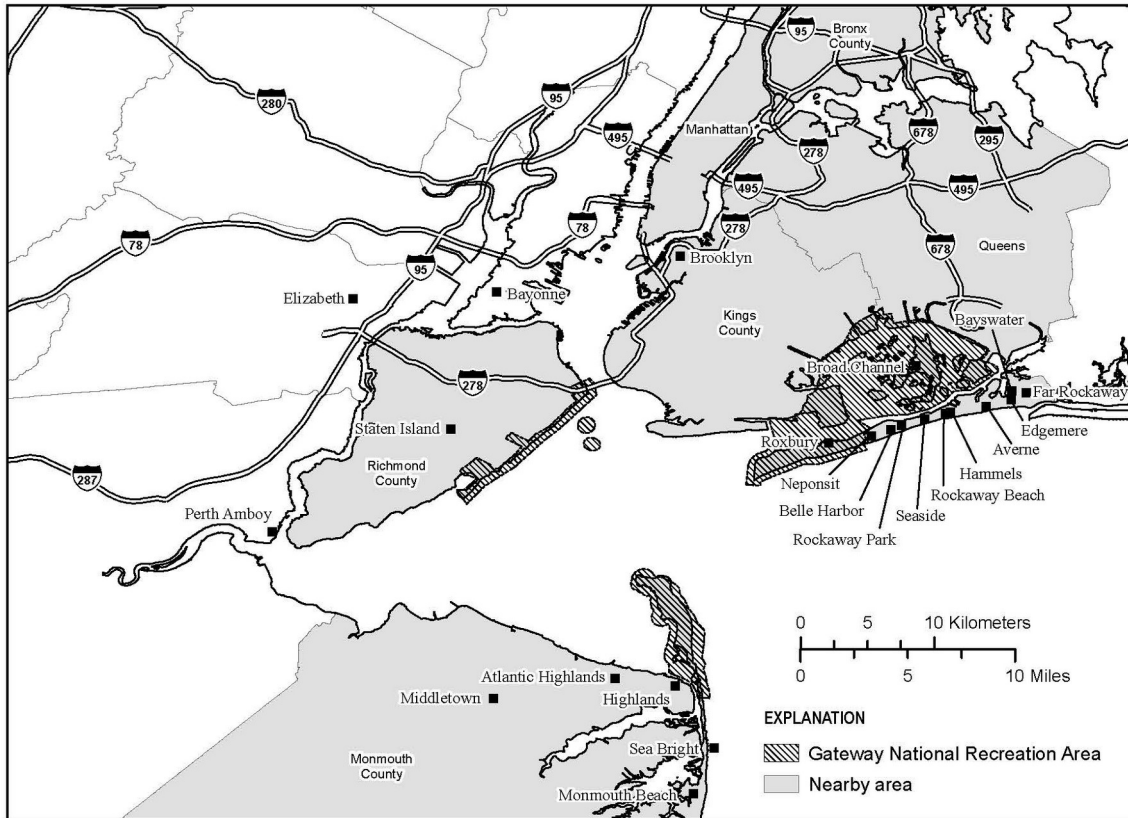 95
Bronx
County
280
95
495
Manhattan
678
278
295
495
495
78
278
78
678
Queens
95
Brooklyn
Elizabeth
Bayonne
Kings
County
Bayswater
Broad Channel
278
Far Rockaway
Staten Island
Edgemere
Roxbury
Averne
Richmond
County
287
Neponsit
Hammels
Rockaway Beach
Belle Harbor
Seaside
Perth Amboy
Rockaway Park
0 5 10 Kilometers
0 5 10 Miles
Atlantic Highlands
Middletown
Highlands
EXPLANATION
Sea Bright
Gateway National Recreation Area
Monmouth
County
Nearby area
Monmouth Beach